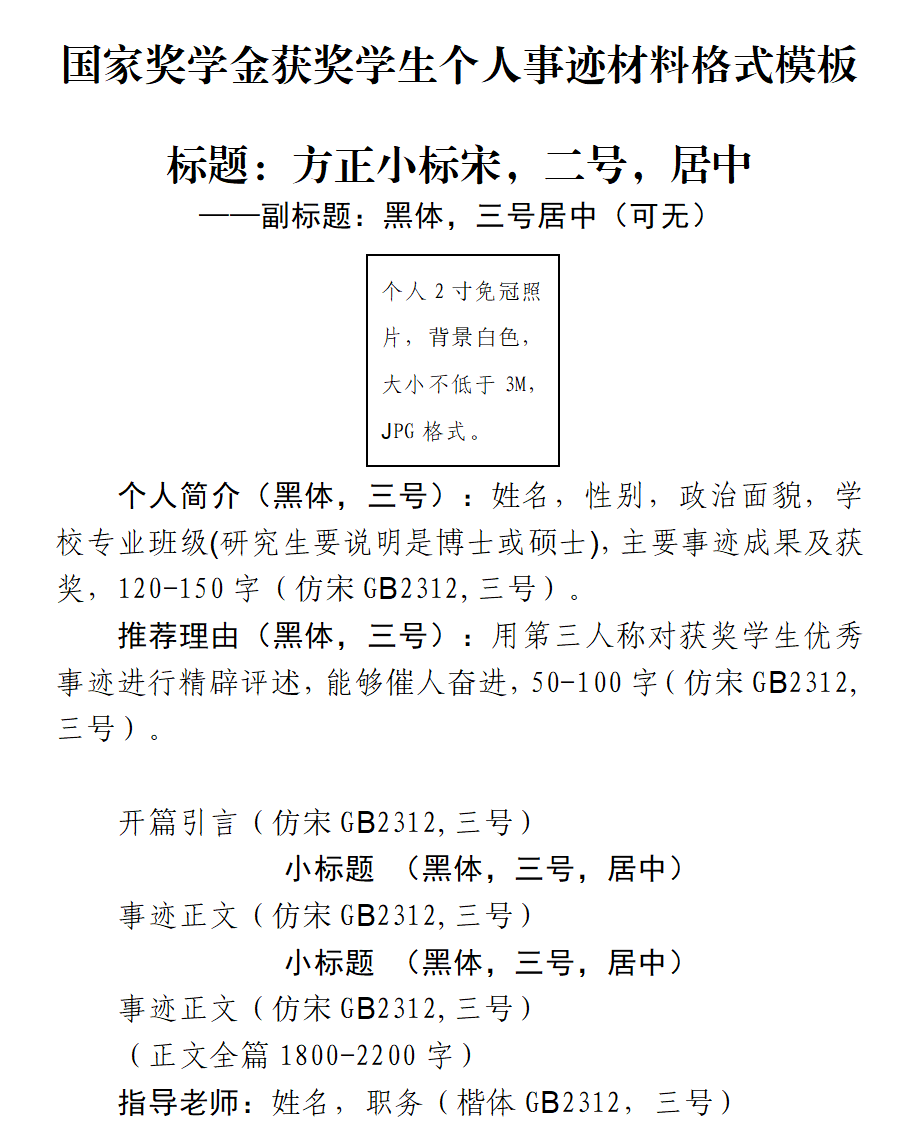 国家奖学金获奖学生个人事迹材料格式模板
标题：方正小标宋，二号，居中
——副标题：黑体，三号居中（可无）
个人 2 寸免冠照
片，背景白色，
大小不低于 3M，
JPG 格式。
个人简介（黑体，三号）：姓名，性别，政治面貌，学
校专业班级(研究生要说明是博士或硕士)，主要事迹成果及获
奖，120-150 字（仿宋 GB2312,三号）。
推荐理由（黑体，三号）：用第三人称对获奖学生优秀
事迹进行精辟评述，能够催人奋进，50-100 字（仿宋 GB2312,
三号）。
开篇引言（仿宋 GB2312,三号）
小标题 （黑体，三号，居中）
事迹正文（仿宋 GB2312,三号）
小标题 （黑体，三号，居中）
事迹正文（仿宋 GB2312,三号）
（正文全篇 1800-2200 字）
指导老师：姓名，职务（楷体 GB2312，三号）